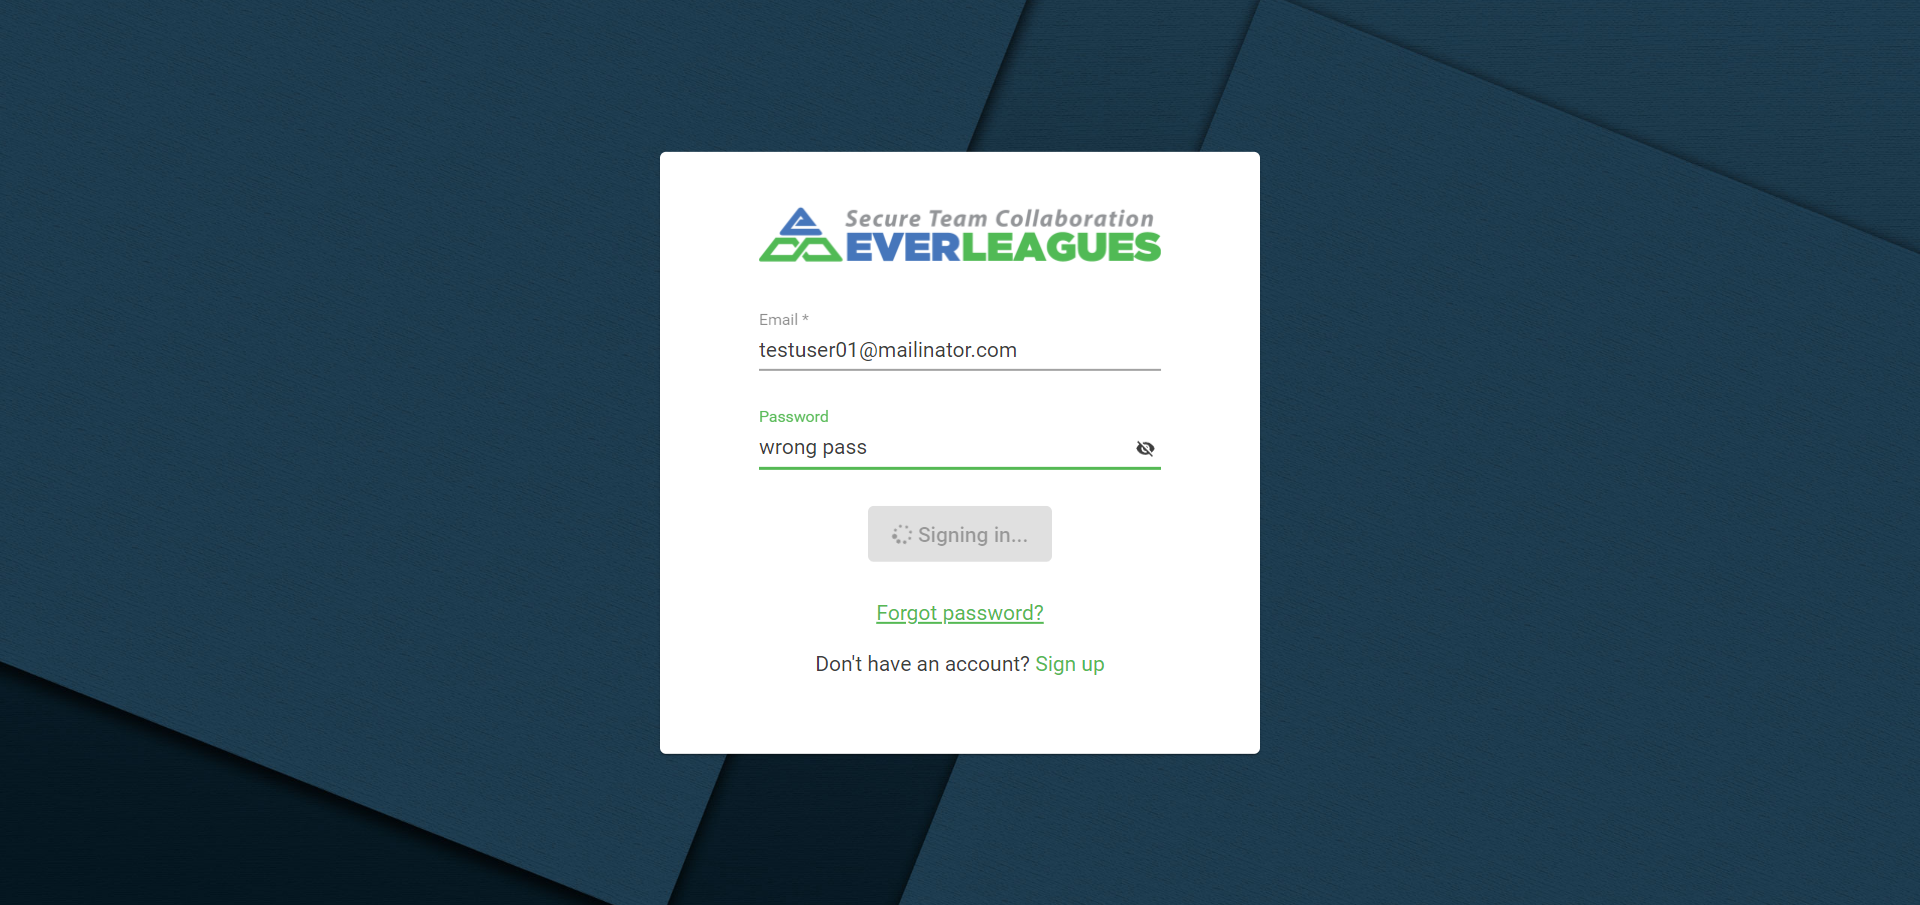 Secure Team Collaboration
EVERLEAGUES
Email *
testuser01@mailinator.com
Password
wrong pass
Signing in...
Forgot password?
Don't have an account? Sign up